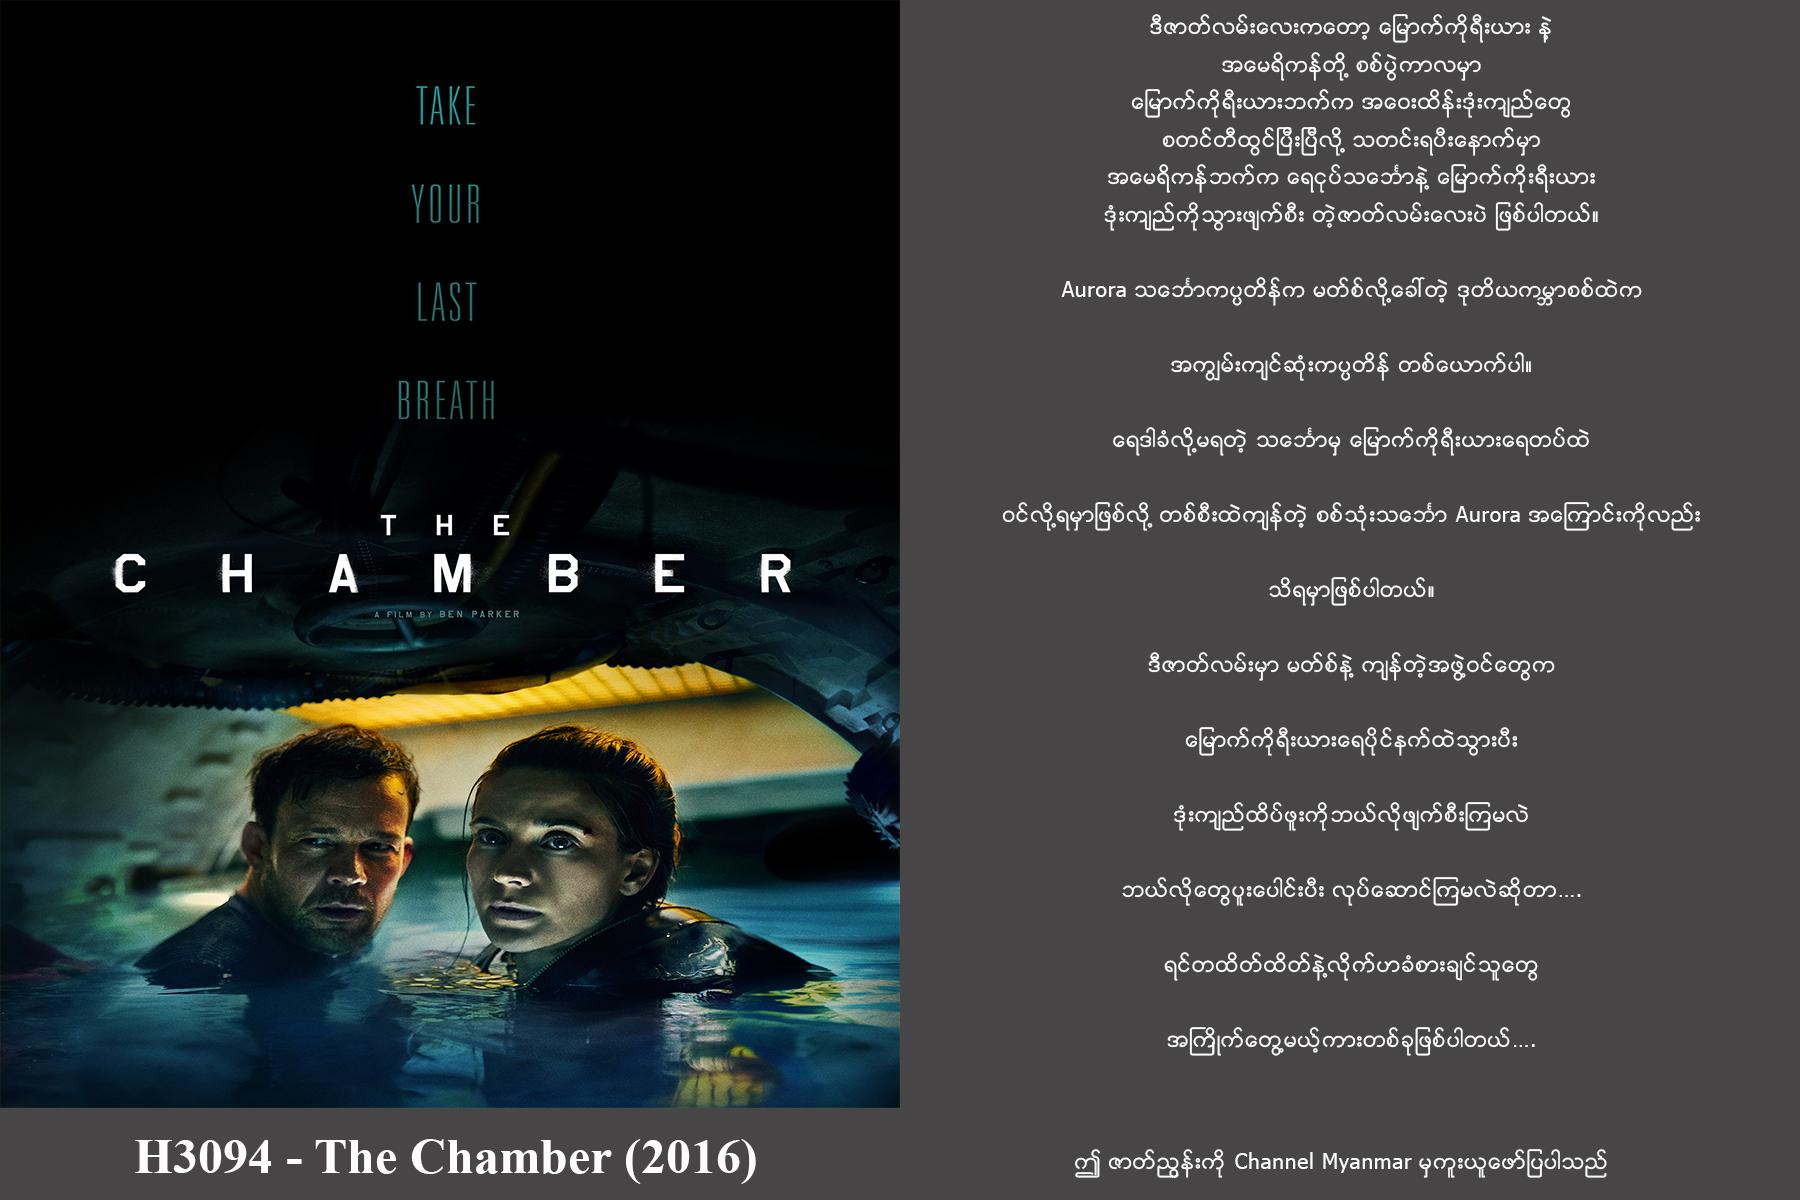 TAKE
YOUR
LAST
BREATH
THE
CHAMBER
A FILM BY BEN PARKER
H3094 - The Chamber (2016)
ဒီဇာတ်လမ်းလေးကတော့ မြောက်ကိုရီးယား နဲ့
အမေရိကန်တို့ စစ်ပွဲကာလမှာ
မြောက်ကိုရီးယားဘက်က အဝေးထိန်းဒုံးကျည်တွေ
စတင်တီထွင်ပြီးပြီလို့ သတင်းရပီးနောက်မှာ
အမေရိကန်ဘက်က ရေငုပ်သင်္ဘောနဲ့ မြောက်ကိုးရီးယား
ဒုံးကျည်ကိုသွားဖျက်စီး တဲ့ဇာတ်လမ်းလေးပဲ ဖြစ်ပါတယ်။
Aurora သင်္ဘောကပ္ပတိန်က မတ်စ်လို့ခေါ်တဲ့ ဒုတိယကမ္ဘာစစ်ထဲက
အကျွမ်းကျင်ဆုံးကပ္ပတိန် တစ်ယောက်ပါ။
ရေဒါခံလို့မရတဲ့ သင်္ဘောမှ မြောက်ကိုရီးယားရေတပ်ထဲ
ဝင်လို့ရမှာဖြစ်လို့ တစ်စီးထဲကျန်တဲ့ စစ်သုံးသင်္ဘော Aurora အကြောင်းကိုလည်း
သိရမှာဖြစ်ပါတယ်။
ဒီဇာတ်လမ်းမှာ မတ်စ်နဲ့ ကျန်တဲ့အဖွဲ့ဝင်တွေက
မြောက်ကိုရီးယားရေပိုင်နက်ထဲသွားပီး
ဒုံးကျည်ထိပ်ဖူးကိုဘယ်လိုဖျက်စီးကြမလဲ
ဘယ်လိုတွေပူးပေါင်းပီး လုပ်ဆောင်ကြမလဲဆိုတာ....
ရင်တထိတ်ထိတ်နဲ့လိုက်ဟခံစားချင်သူတွေ
အကြိုက်တွေ့မယ့်ကားတစ်ခုဖြစ်ပါတယ်....
ဤ ဇာတ်ညွှန်းကို Channel Myanmar မှကူးယူဖော်ပြပါသည်